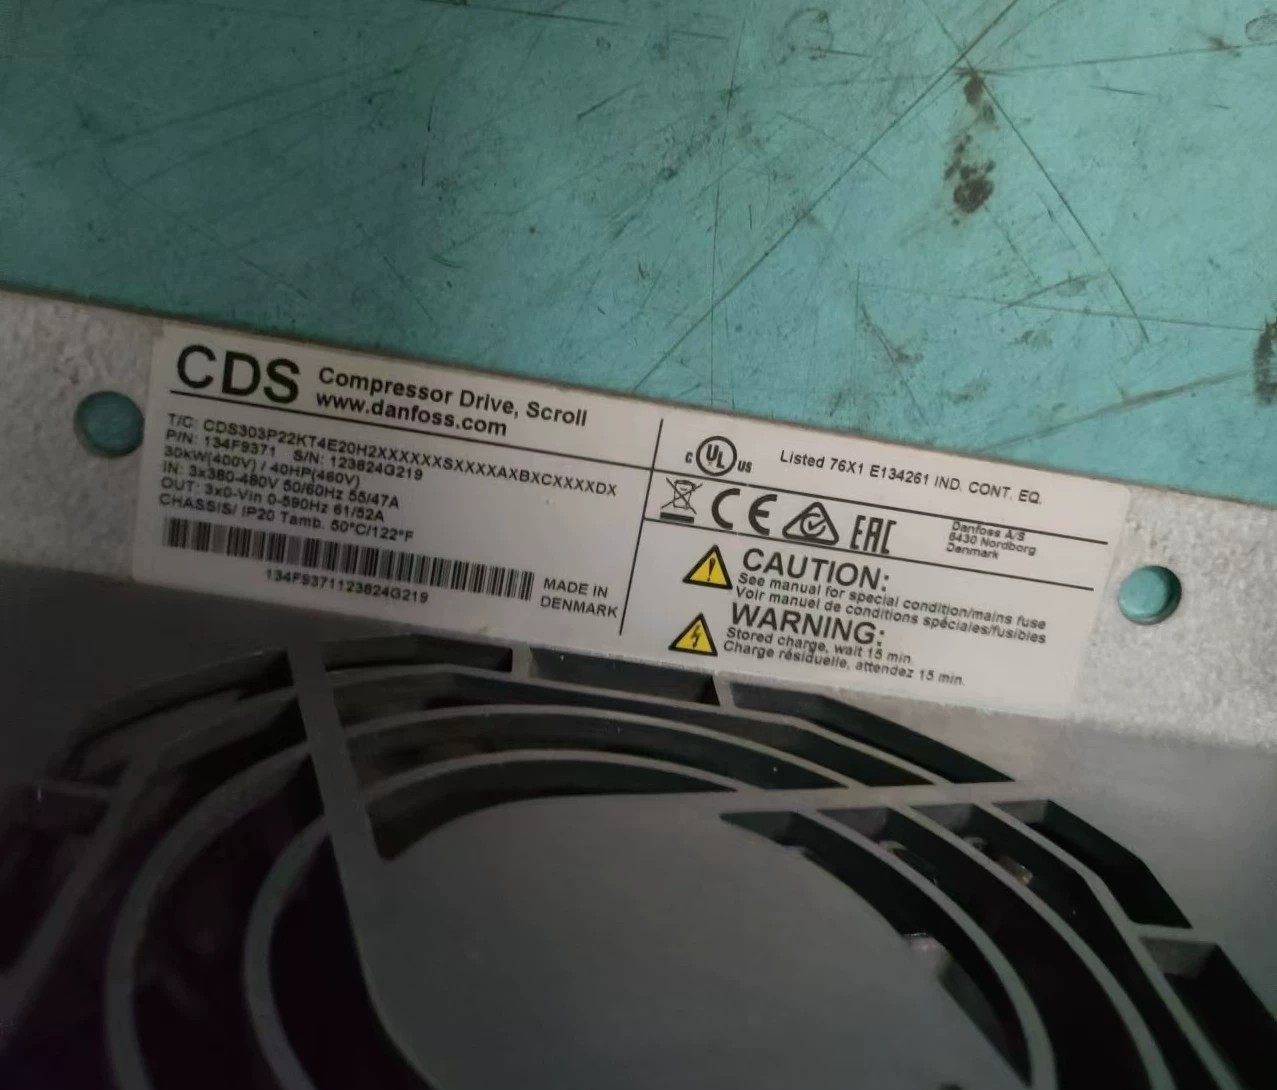 CDS Compressor Drive, Scroll
www.danfoss.com
T/C: CDS303P22KT4E20H2XXXXXXSXXXXAXBXCXXXXDX
P/N: 134F9371 S/N: 123824G219
30kW(400V) / 40HP(460V)
IN: 3x380-480V 50/60Hz 55/47A
OUT: 3x0-Vin 0-590Hz 61/52A
CHASSIS/ IP20 Tamb. 50°C/122°F
134F9371123824G219
MADE IN
DENMARK
C UL US Listed 76X1 E134261 IND. CONT. EQ.
CE EAC
Danfoss A/S
6430 Nordborg
Denmark
CAUTION:
See manual for special condition/mains fuse
Voir manuel de conditions spéciales/fusibles
WARNING:
Stored charge, wait 15 min.
Charge résiduelle, attendez 15 min.